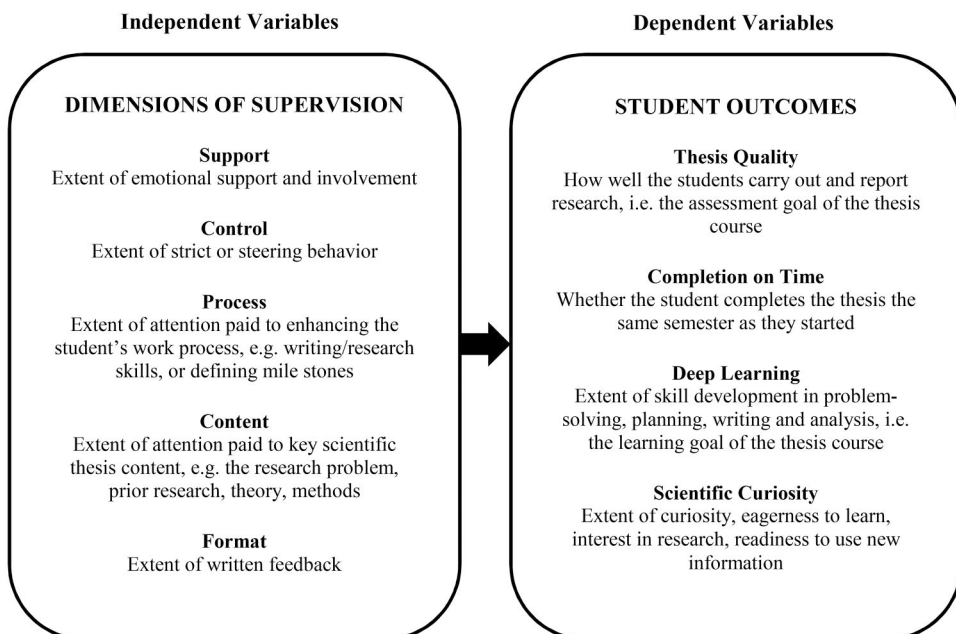 Independent Variables
DIMENSIONS OF SUPERVISION
Support
Extent of emotional support and involvement
Control
Extent of strict or steering behavior
Process
Extent of attention paid to enhancing the
student's work process, e.g. writing/research
skills, or defining mile stones
Content
Extent of attention paid to key scientific
thesis content, e.g. the research problem,
prior research, theory, methods
Format
Extent of written feedback
Dependent Variables
STUDENT OUTCOMES
Thesis Quality
How well the students carry out and report
research, i.e. the assessment goal of the thesis
course
Completion on Time
Whether the student completes the thesis the
same semester as they started
Deep Learning
Extent of skill development in problem-
solving, planning, writing and analysis, i.e.
the learning goal of the thesis course
Scientific Curiosity
Extent of curiosity, eagerness to learn,
interest in research, readiness to use new
information